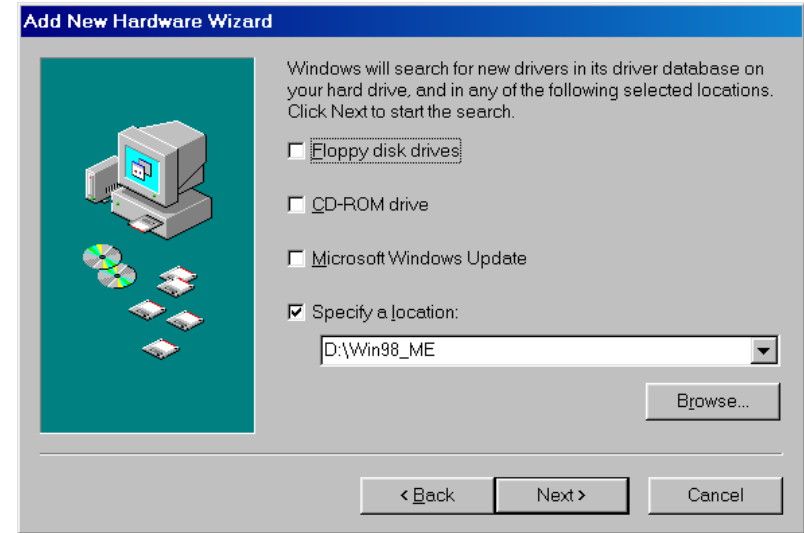 Add New Hardware Wizard
Windows will search for new drivers in its driver database on
your hard drive, and in any of the following selected locations.
Click Next to start the search.
Floppy disk drives
CD-ROM drive
Microsoft Windows Update
Specify a location:
D:\Win98_ME
Browse...
< Back
Next >
Cancel